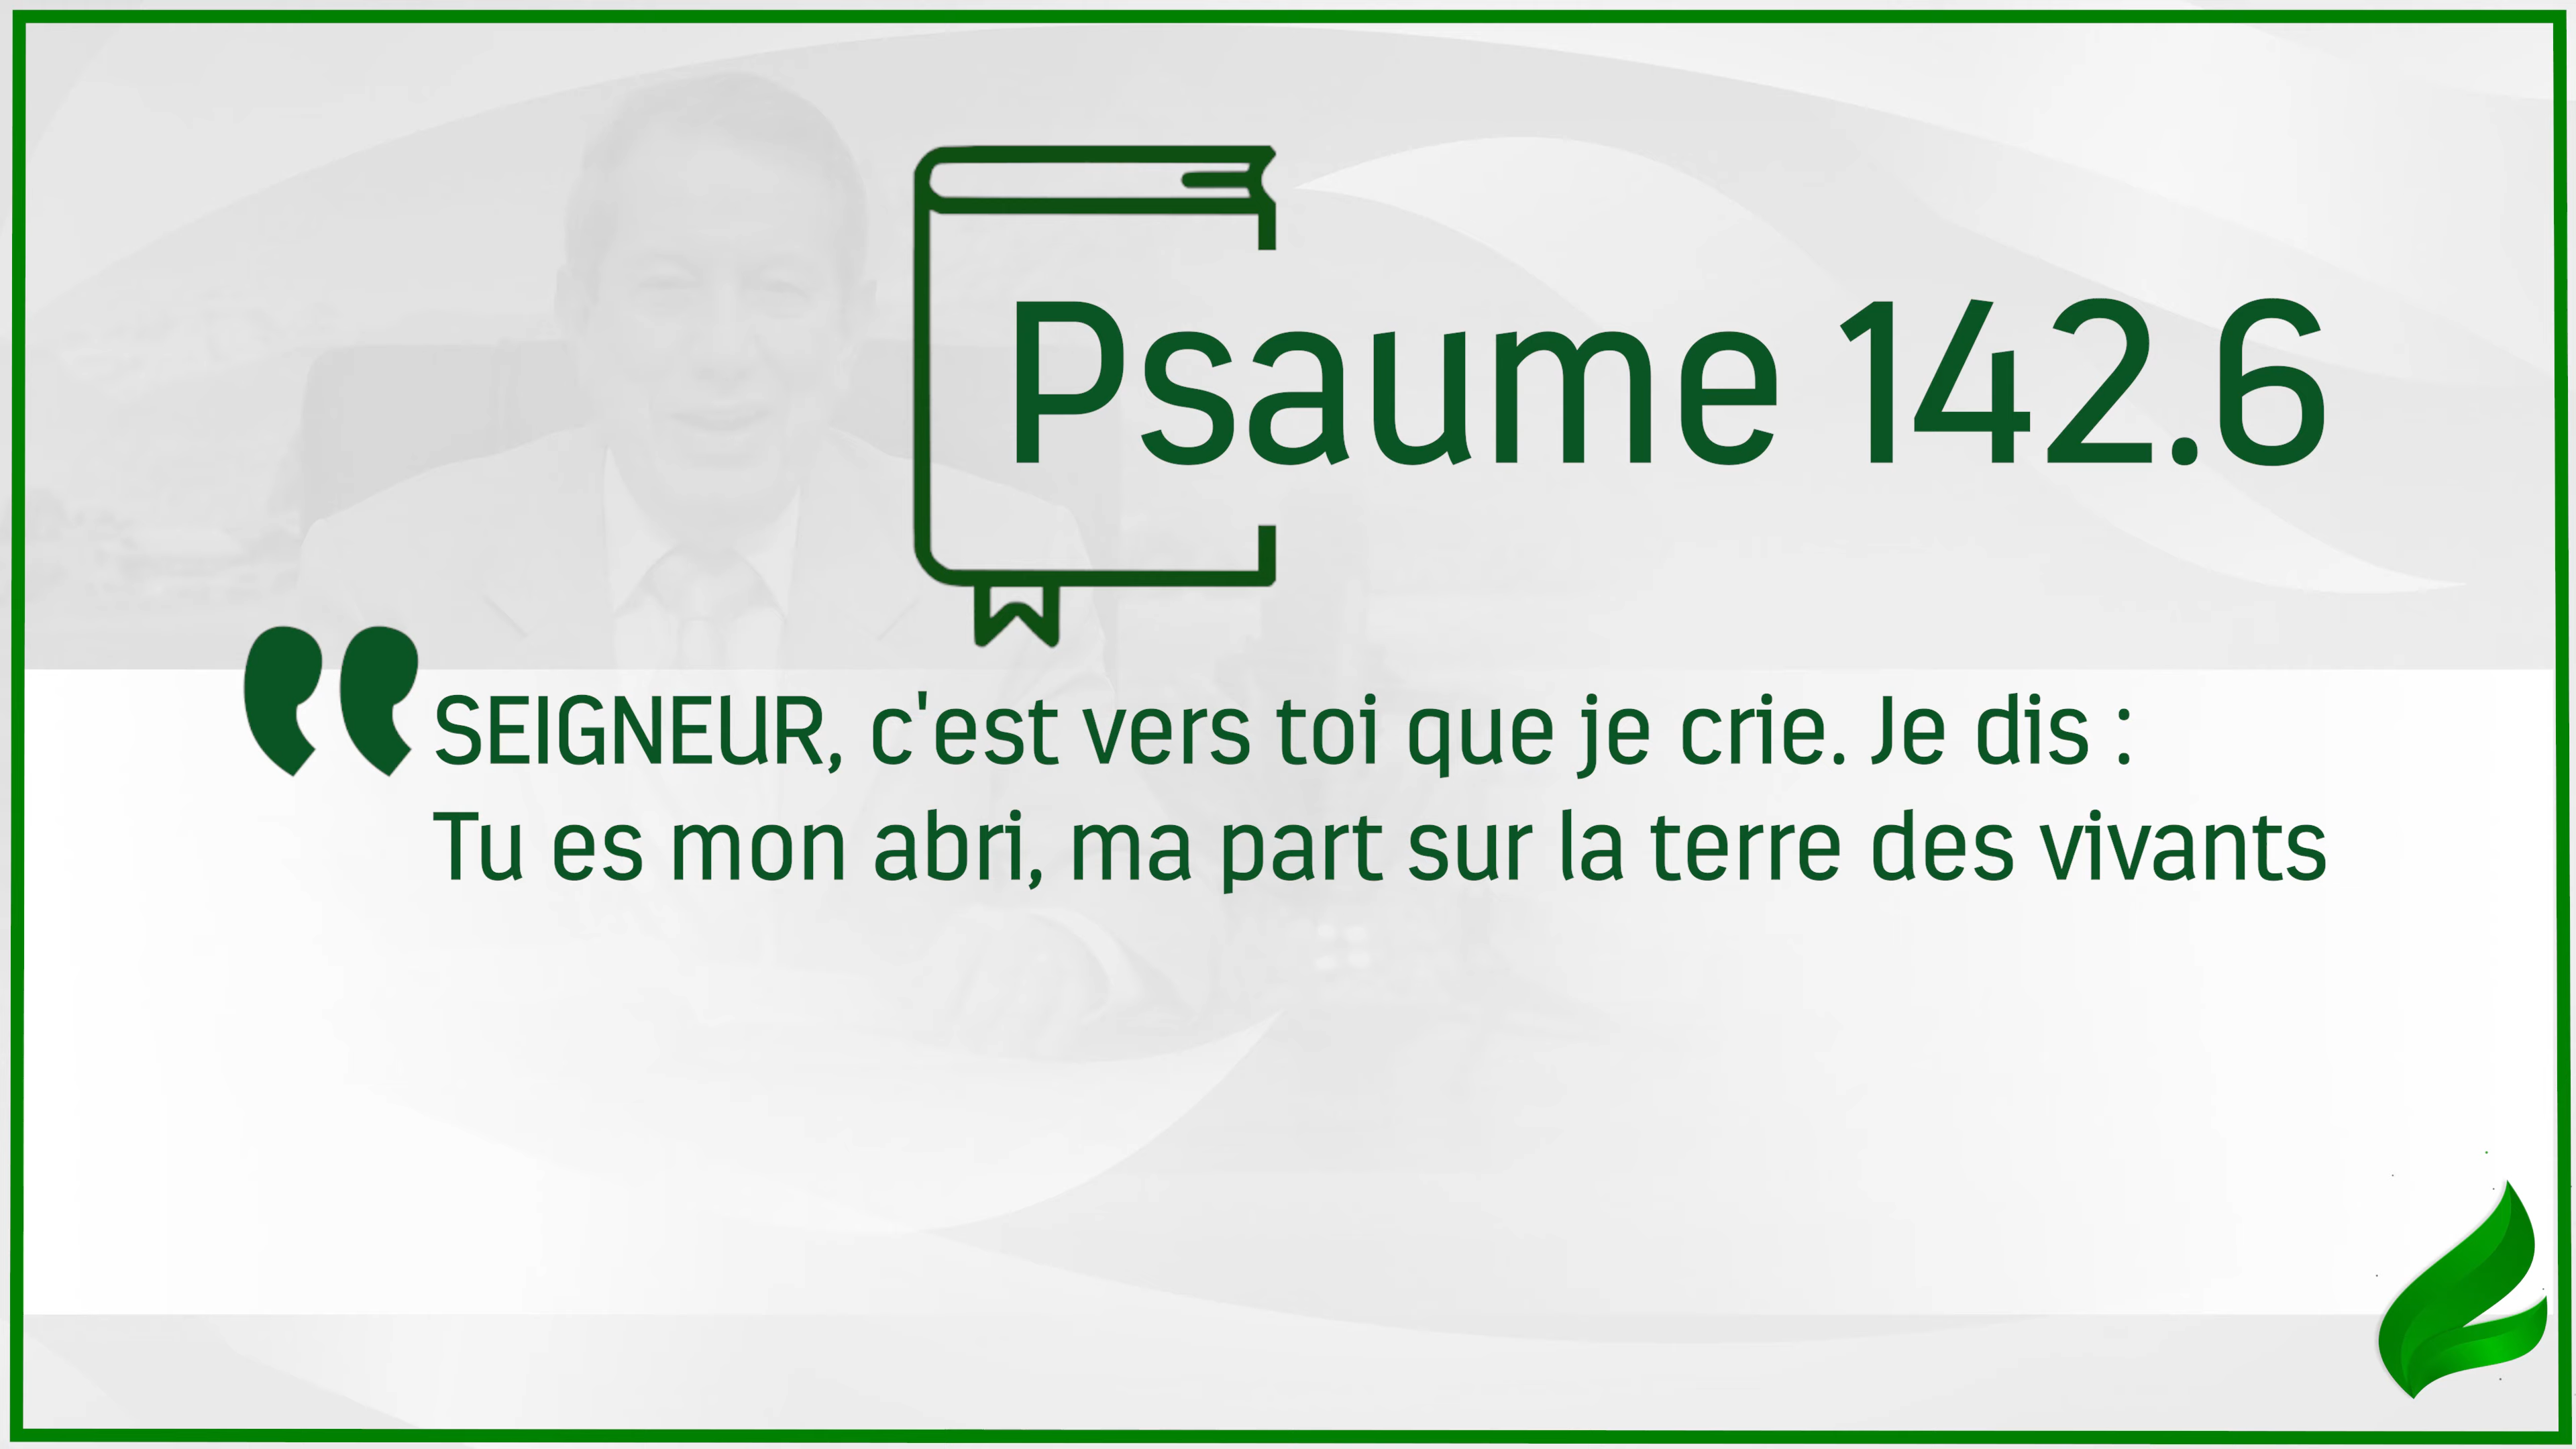 Psaume 142.6
SEIGNEUR, c'est vers toi que je crie. Je dis :
Tu es mon abri, ma part sur la terre des vivants